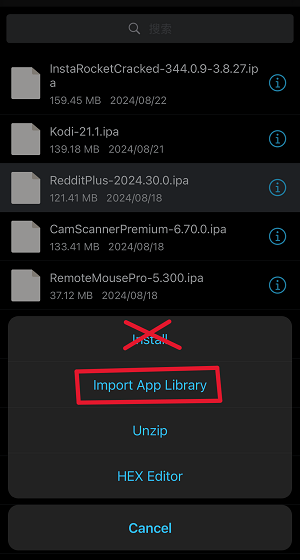 搜索
InstaRocketCracked-344.0.9-3.8.27.ip
a
159.45 MB 2024/08/22
Kodi-21.1.ipa
139.18 MB 2024/08/21
RedditPlus-2024.30.0.ipa
121.41 MB 2024/08/18
CamScannerPremium-6.70.0.ipa
133.41 MB 2024/08/18
RemoteMousePro-5.300.ipa
37.12 MB 2024/08/18
Install
Import App Library
Unzip
HEX Editor
Cancel